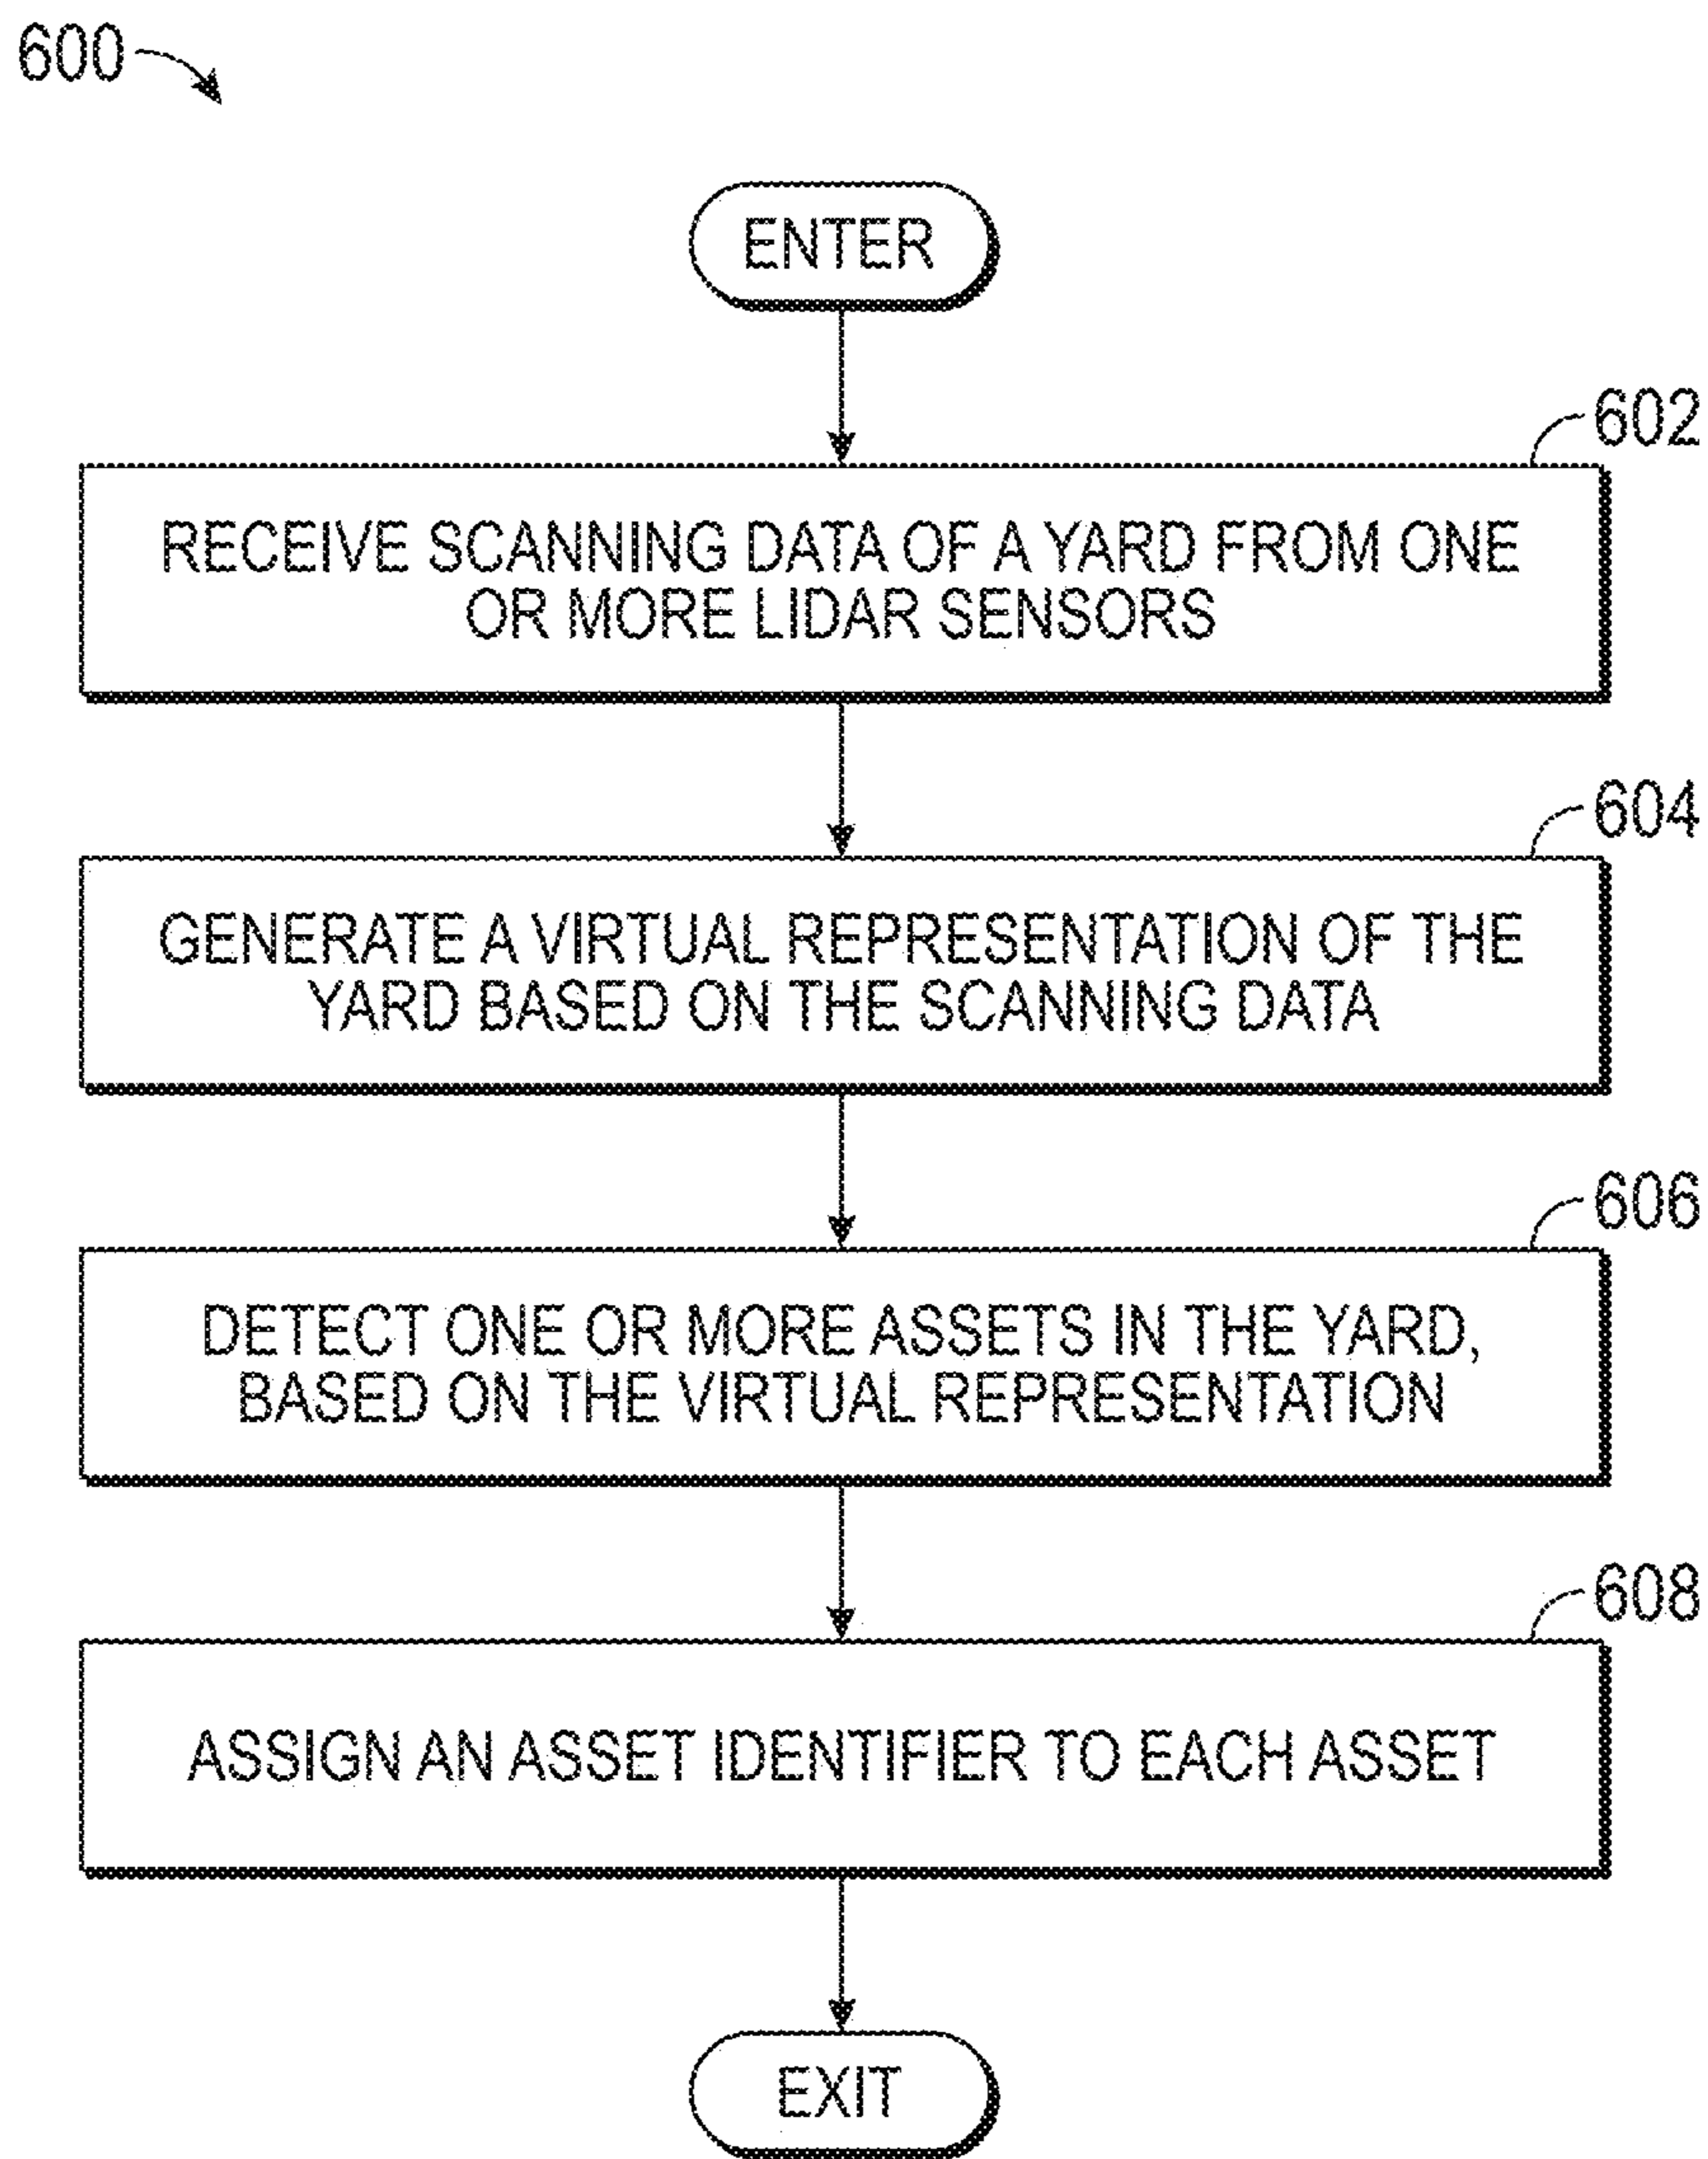 600
ENTER
602
RECEIVE SCANNING DATA OF A YARD FROM ONE
OR MORE LIDAR SENSORS
604
GENERATE A VIRTUAL REPRESENTATION OF THE
YARD BASED ON THE SCANNING DATA
606
DETECT ONE OR MORE ASSETS IN THE YARD,
BASED ON THE VIRTUAL REPRESENTATION
608
ASSIGN AN ASSET IDENTIFIER TO EACH ASSET
EXIT